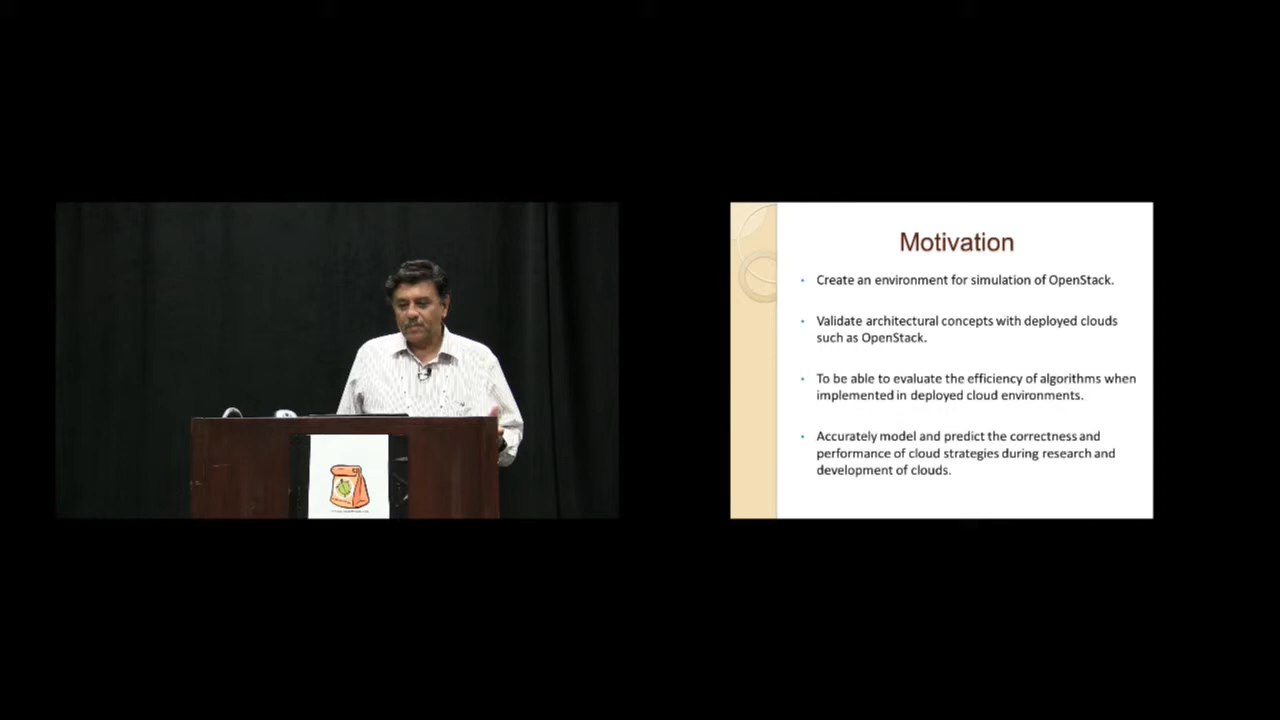 Motivation
• Create an environment for simulation of OpenStack.
• Validate architectural concepts with deployed clouds
such as OpenStack.
• To be able to evaluate the efficiency of algorithms when
implemented in deployed cloud environments.
• Accurately model and predict the correctness and
performance of cloud strategies during research and
development of clouds.